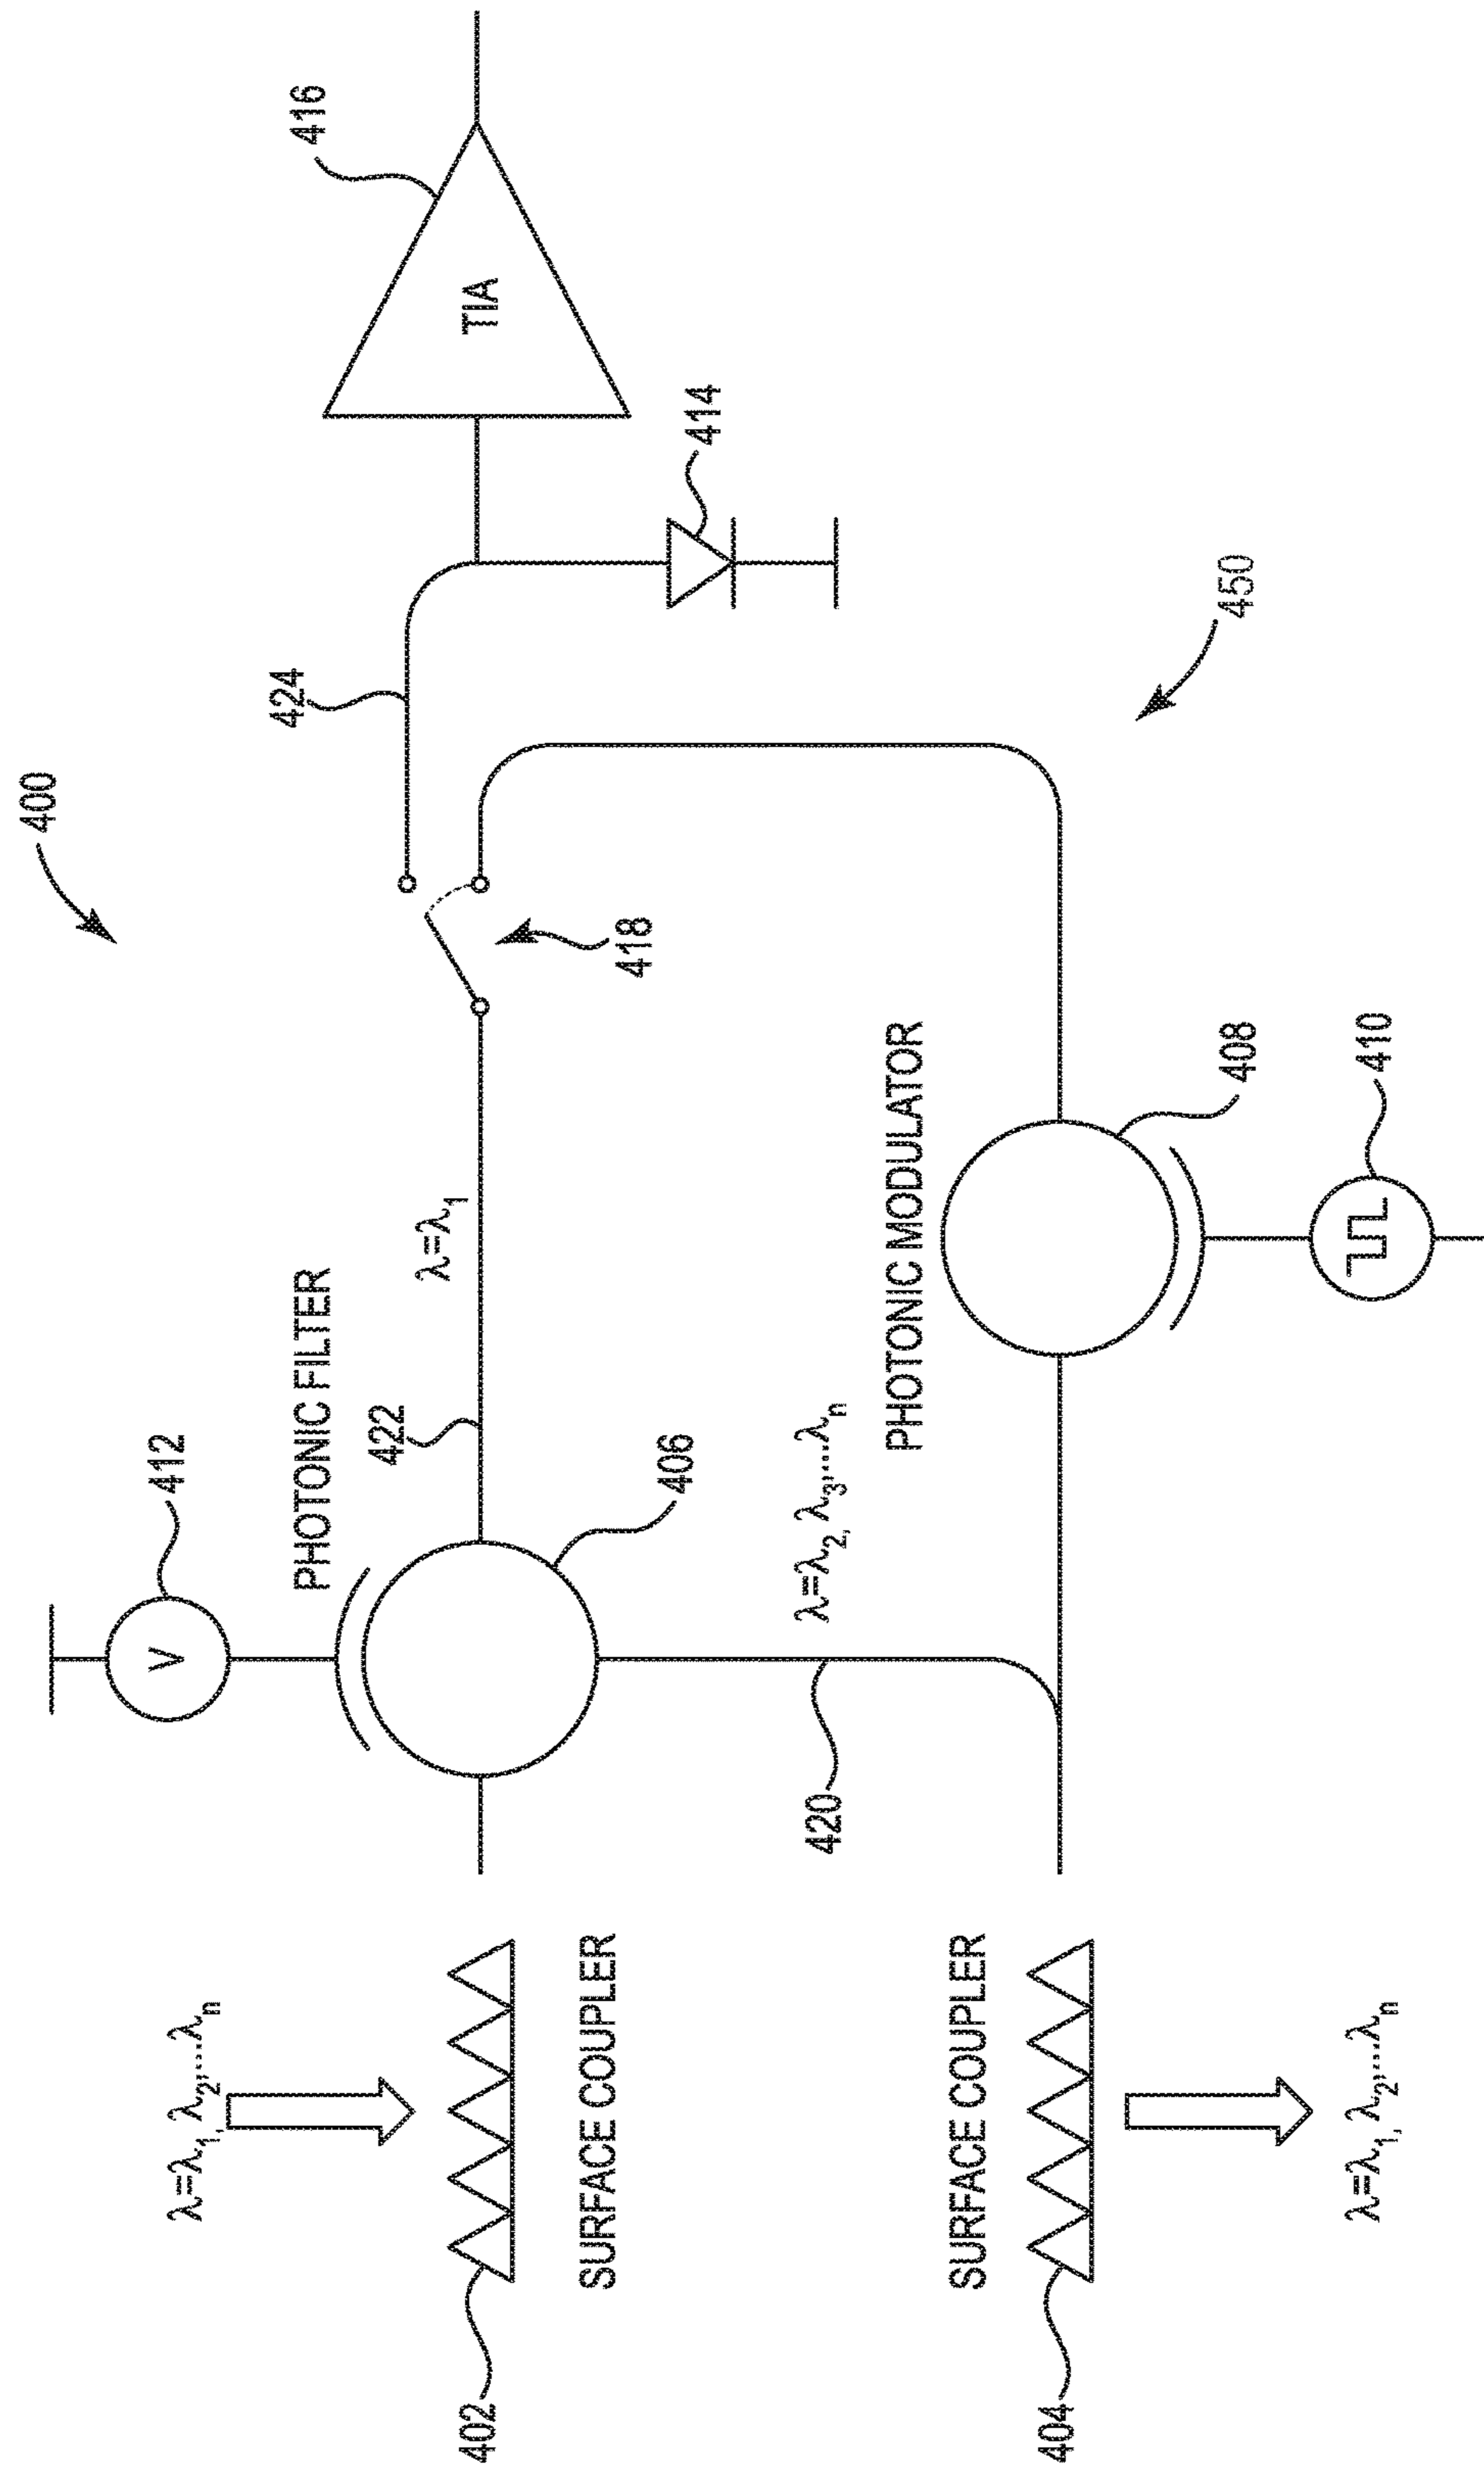 400
412
V
PHOTONIC FILTER
λ=λ1, λ2,...λn
402
SURFACE COUPLER
406
422
λ=λ1
418
424
416
TIA
414
420
λ=λ2, λ3,...λn
PHOTONIC MODULATOR
408
410
450
SURFACE COUPLER
404
λ=λ1, λ2,...λn